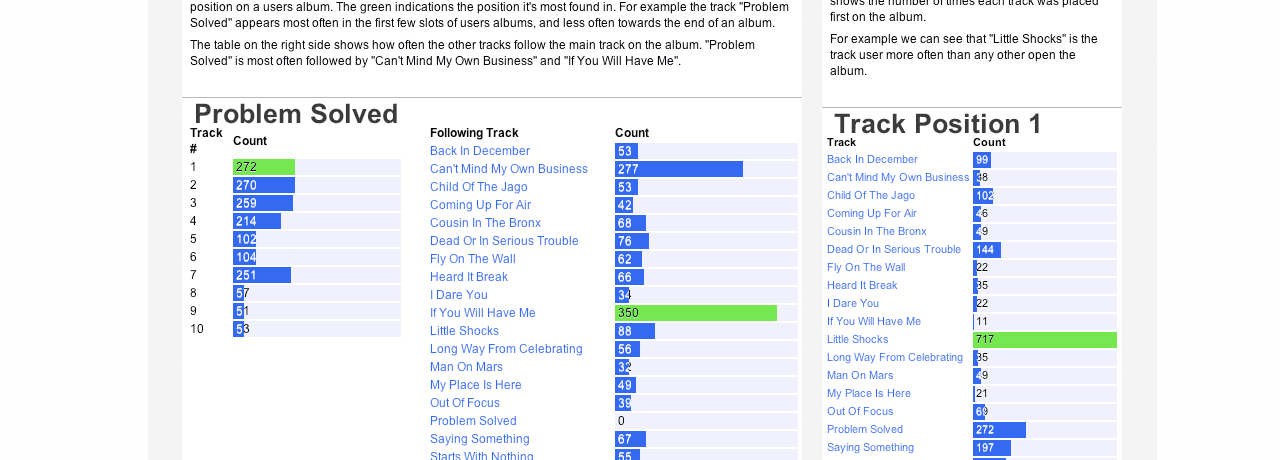 position on a users album. The green indications the position it's most found in. For example the track "Problem
Solved" appears most often in the first few slots of users albums, and less often towards the end of an album.
The table on the right side shows how often the other tracks follow the main track on the album. "Problem
Solved" is most often followed by "Can't Mind My Own Business" and "If You Will Have Me".
shows the number of times each track was placed
first on the album.
For example we can see that "Little Shocks" is the
track user more often than any other open the
album.
Problem Solved
Track # Count
1 272
2 270
3 259
4 214
5 102
6 104
7 251
8 57
9 51
10 53
Following Track Count
Back In December 53
Can't Mind My Own Business 277
Child Of The Jago 53
Coming Up For Air 42
Cousin In The Bronx 68
Dead Or In Serious Trouble 76
Fly On The Wall 62
Heard It Break 66
I Dare You 34
If You Will Have Me 350
Little Shocks 88
Long Way From Celebrating 56
Man On Mars 32
My Place Is Here 49
Out Of Focus 39
Problem Solved 0
Saying Something 67
Starts With Nothing 55
Track Position 1
Track Count
Back In December 99
Can't Mind My Own Business 38
Child Of The Jago 102
Coming Up For Air 46
Cousin In The Bronx 49
Dead Or In Serious Trouble 144
Fly On The Wall 22
Heard It Break 35
I Dare You 22
If You Will Have Me 11
Little Shocks 717
Long Way From Celebrating 35
Man On Mars 49
My Place Is Here 21
Out Of Focus 69
Problem Solved 272
Saying Something 197